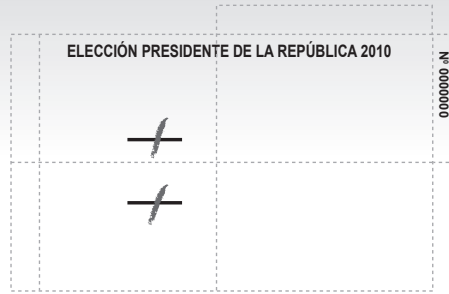 ELECCIÓN PRESIDENTE DE LA REPÚBLICA 2010
Nº 0000000